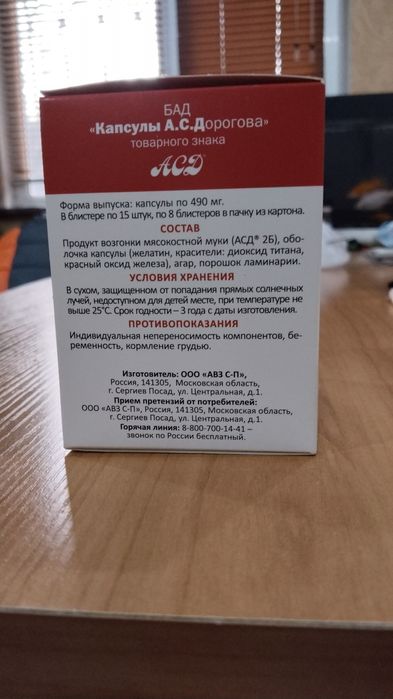 БАД
«Капсулы А.С.Дорогова»
товарного знака
АСД
Форма выпуска: капсулы по 490 мг.
В блистере по 15 штук, по 8 блистеров в пачку из картона.
СОСТАВ
Продукт возгонки мясокостной муки (АСД® 2Б), обо-
лочка капсулы (желатин, красители: диоксид титана,
красный оксид железа), агар, порошок ламинарии.
УСЛОВИЯ ХРАНЕНИЯ
В сухом, защищенном от попадания прямых солнечных
лучей, недоступном для детей месте, при температуре не
выше 25°С. Срок годности – 3 года с даты изготовления.
ПРОТИВОПОКАЗАНИЯ
Индивидуальная непереносимость компонентов, бе-
ременность, кормление грудью.
Изготовитель: ООО «АВЗ С-П»,
Россия, 141305, Московская область,
г. Сергиев Посад, ул. Центральная, д.1.
Прием претензий от потребителей:
ООО «АВЗ С-П», Россия, 141305, Московская область,
г. Сергиев Посад, ул. Центральная, д.1.
Горячая линия: 8-800-700-14-41 –
звонок по России бесплатный.